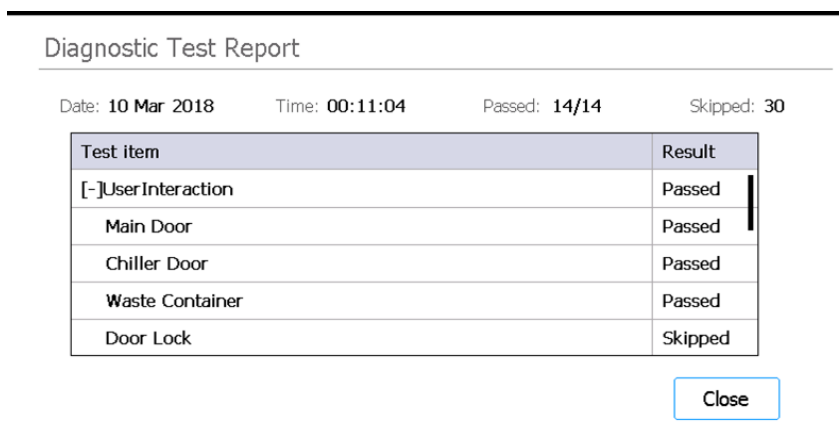 Diagnostic Test Report
Date: 10 Mar 2018 Time: 00:11:04 Passed: 14/14 Skipped: 30
Test item Result
[-]UserInteraction Passed
Main Door Passed
Chiller Door Passed
Waste Container Passed
Door Lock Skipped
Close